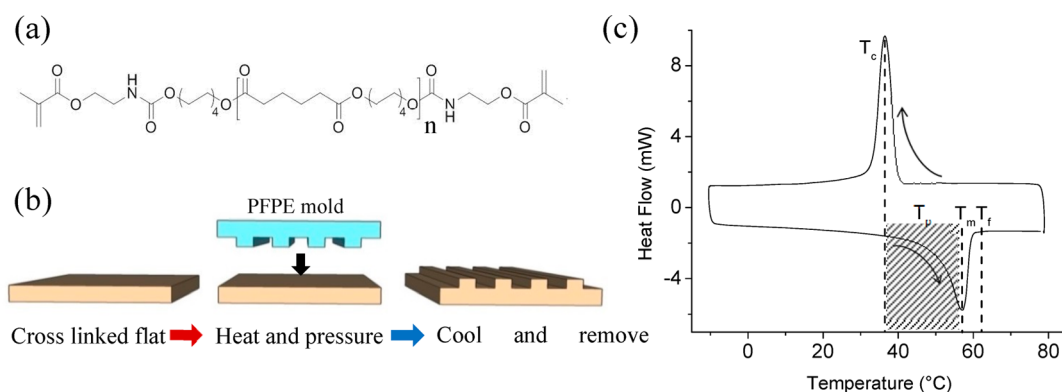 (a)
O
O
H
N
O
O
O
4
O
O
O
O
4
O
O
n
N
H
O
O
(b)
PFPE mold
Cross linked flat
Heat and pressure
Cool and remove
(c)
T_c
T_μ
T_m
T_f
Heat Flow (mW)
8
4
0
−4
0
20
40
60
80
Temperature (°C)